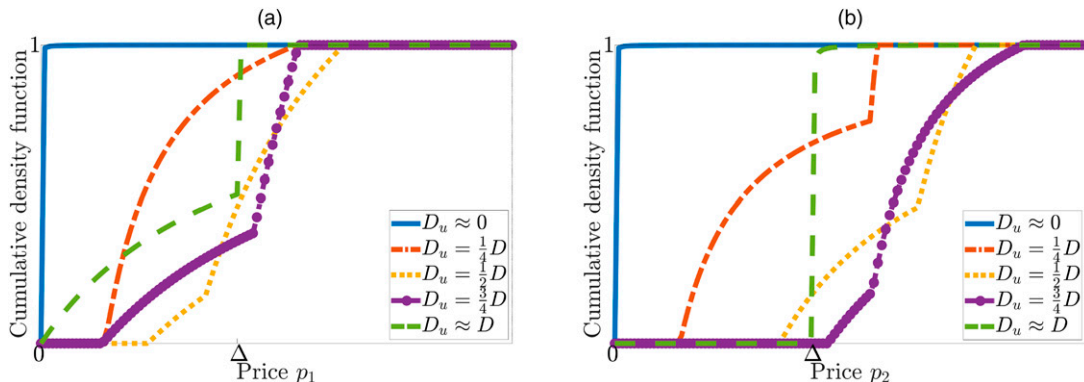 (a)
Cumulative density function
1
0
Δ
Price p₁
D_u ≈ 0
D_u = 1/4 D
D_u = 1/2 D
D_u = 3/4 D
D_u ≈ D
(b)
Cumulative density function
1
0
Δ
Price p₂
D_u ≈ 0
D_u = 1/4 D
D_u = 1/2 D
D_u = 3/4 D
D_u ≈ D